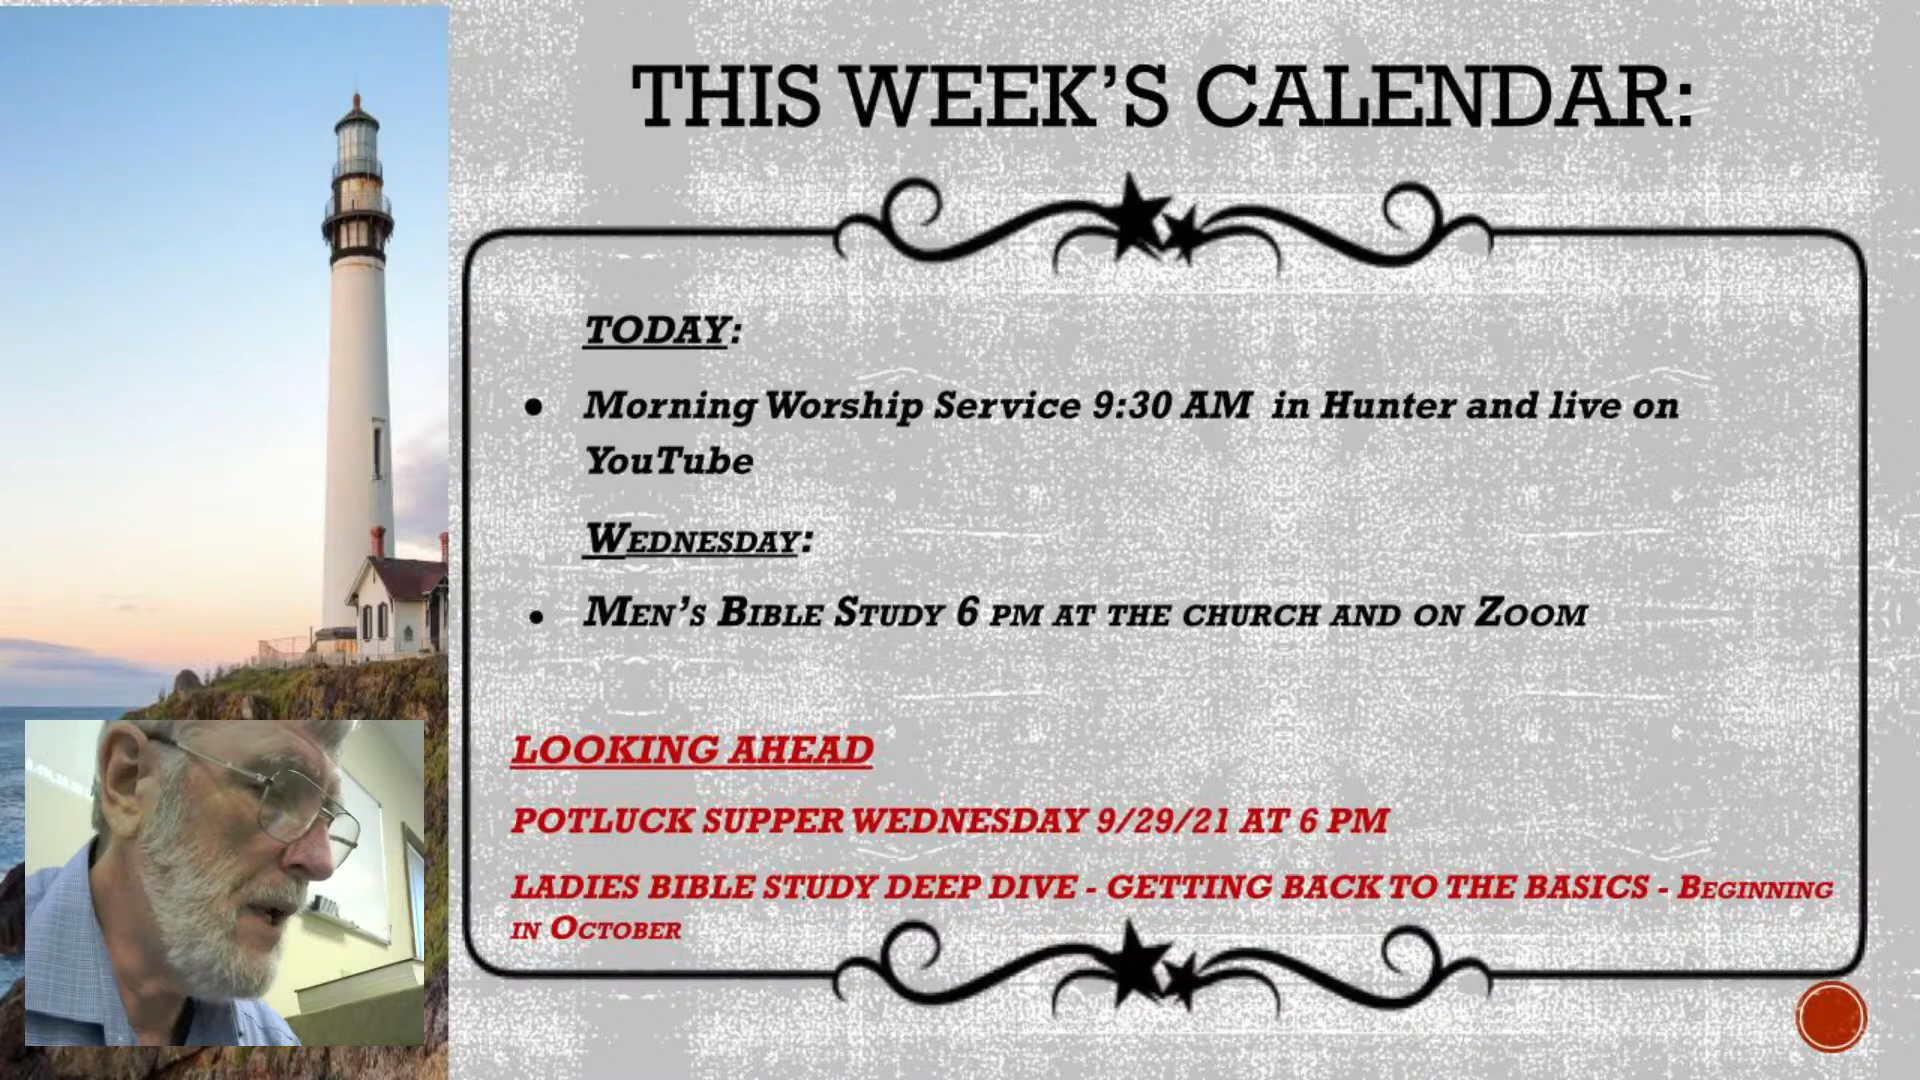 THIS WEEK’S CALENDAR:
TODAY:
• Morning Worship Service 9:30 AM in Hunter and live on
YouTube
WEDNESDAY:
• MEN’S BIBLE STUDY 6 PM AT THE CHURCH AND ON ZOOM
LOOKING AHEAD
POTLUCK SUPPER WEDNESDAY 9/29/21 AT 6 PM
LADIES BIBLE STUDY DEEP DIVE - GETTING BACK TO THE BASICS - BEGINNING
IN OCTOBER